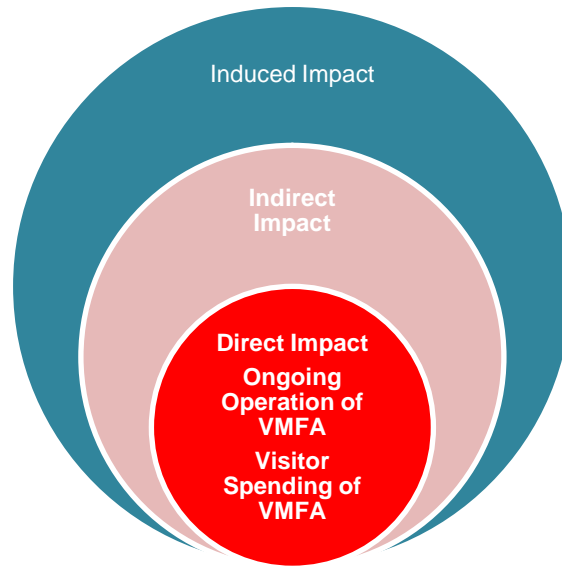 Induced Impact
Indirect
Impact
Direct Impact
Ongoing
Operation of
VMFA
Visitor
Spending of
VMFA